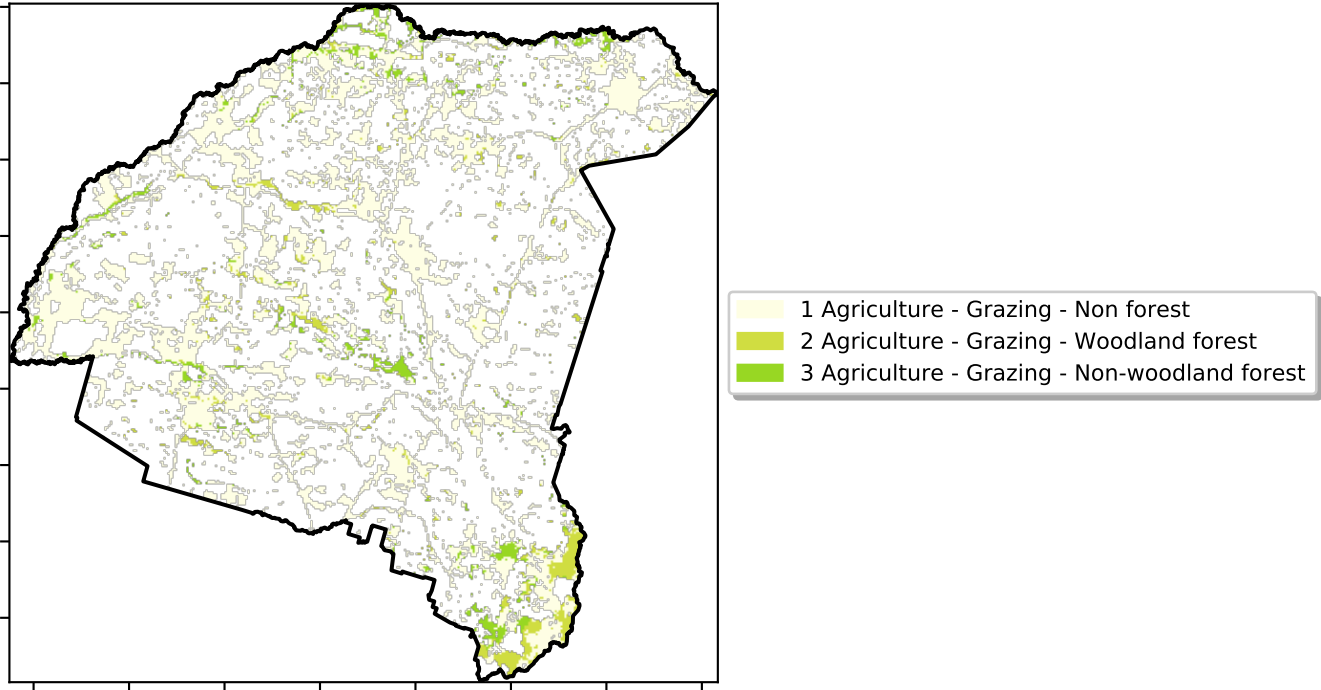 1 Agriculture - Grazing - Non forest
2 Agriculture - Grazing - Woodland forest
3 Agriculture - Grazing - Non-woodland forest